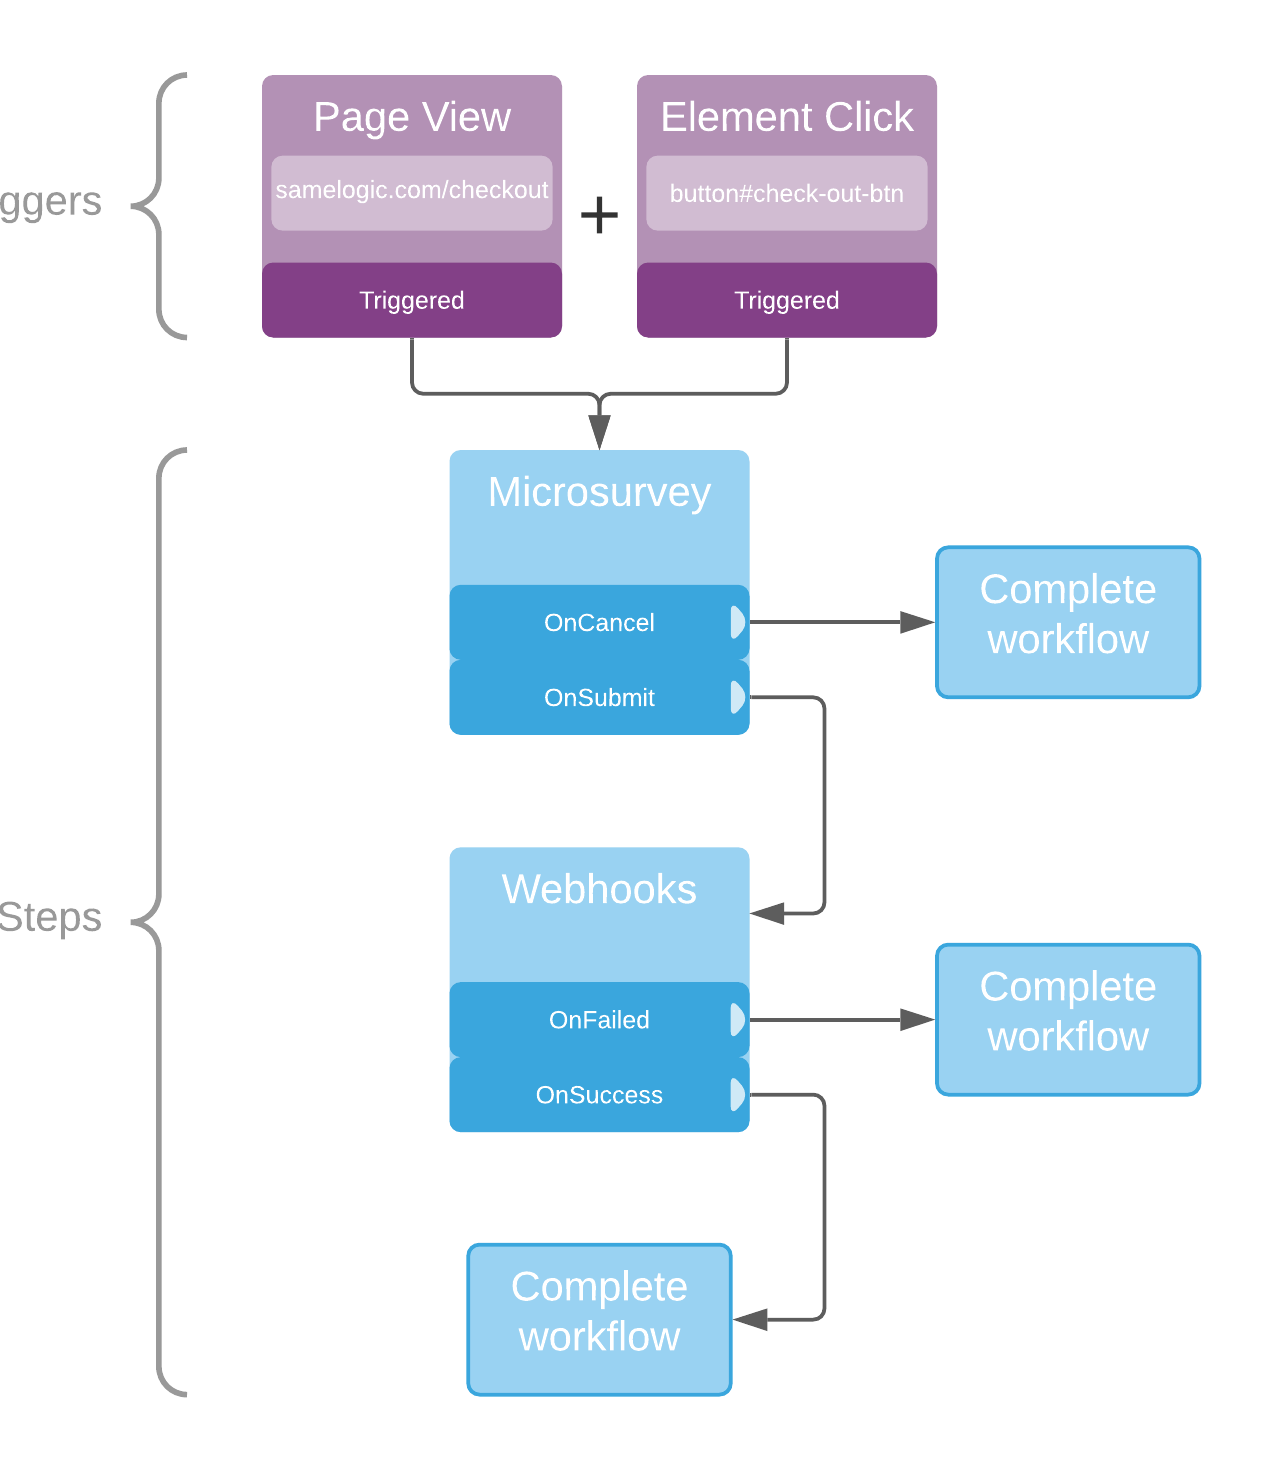 Page View
Element Click
samelogic.com/checkout
+
button#check-out-btn
ggers
Triggered
Triggered
Microsurvey
OnCancel
Complete
workflow
OnSubmit
Webhooks
Steps
OnFailed
Complete
workflow
OnSuccess
Complete
workflow